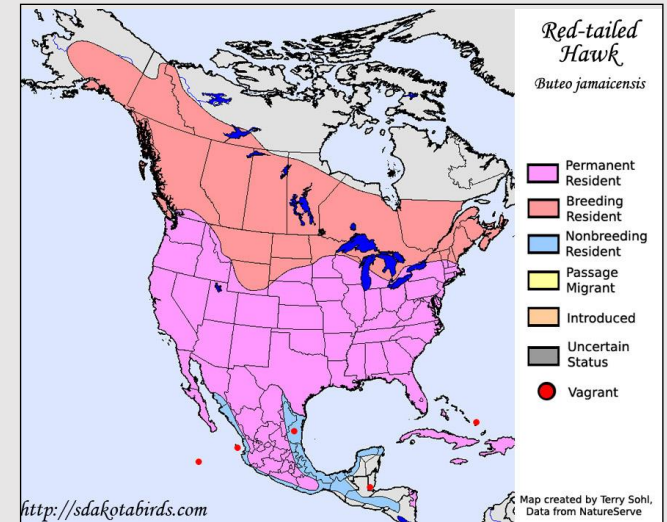 Red-tailed
Hawk
Buteo jamaicensis
Permanent
Resident
Breeding
Resident
Nonbreeding
Resident
Passage
Migrant
Introduced
Uncertain
Status
Vagrant
http://sdakotabirds.com
Map created by Terry Sohl,
Data from NatureServe